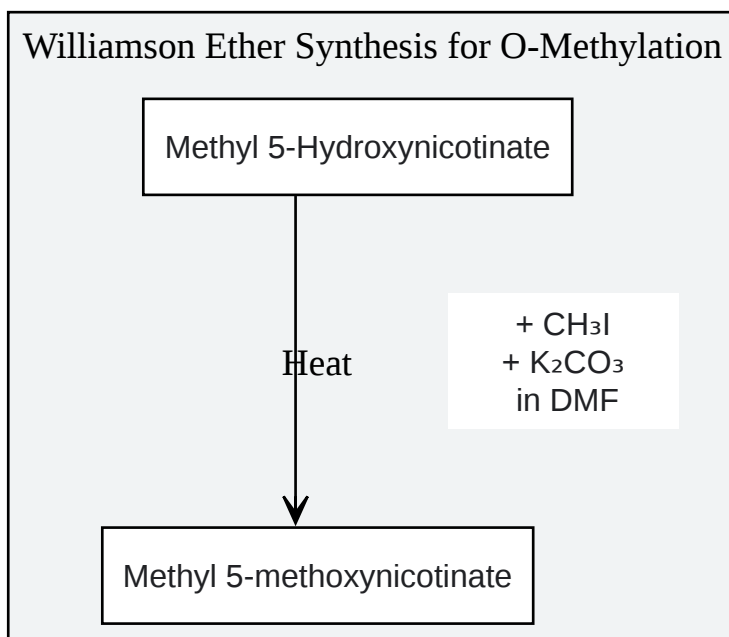 Williamson Ether Synthesis for O-Methylation
Methyl 5-Hydroxynicotinate
+ CH₃I
+ K₂CO₃
in DMF
Heat
Methyl 5-methoxynicotinate